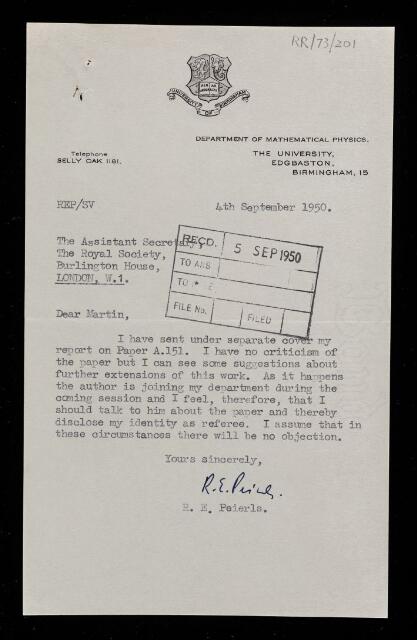 RR/73/201
UNIVERSITY OF BIRMINGHAM
DEPARTMENT OF MATHEMATICAL PHYSICS.
Telephone
SELLY OAK 1181.
THE UNIVERSITY,
EDGBASTON,
BIRMINGHAM, 15
REP/SV
4th September 1950.
The Assistant Secretary,
The Royal Society,
Burlington House,
LONDON, W.1.
RECD. 5 SEP 1950
TO ANS
TO
FILE No. FILED
Dear Martin,
I have sent under separate cover my
report on Paper A.151. I have no criticism of
the paper but I can see some suggestions about
further extensions of this work. As it happens
the author is joining my department during the
coming session and I feel, therefore, that I
should talk to him about the paper and thereby
disclose my identity as referee. I assume that in
these circumstances there will be no objection.
Yours sincerely,
R.E. Peierls.
R. E. Peierls.